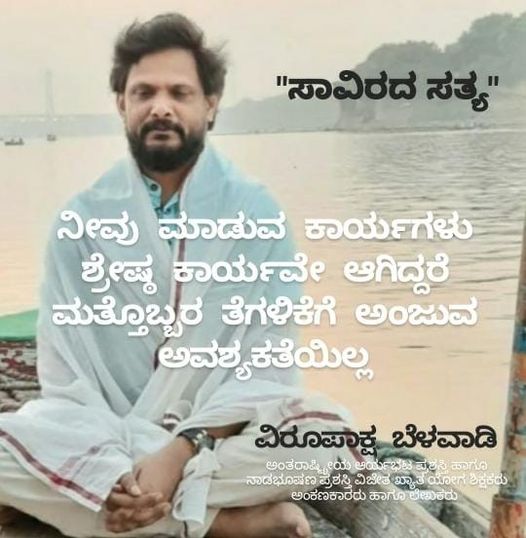 "ಸಾವಿರದ ಸತ್ಯ"
ನೀವು ಮಾಡುವ ಕಾರ್ಯಗಳು
ಶ್ರೇಷ್ಠ ಕಾರ್ಯವೇ ಆಗಿದ್ದರೆ
ಮತ್ತೊಬ್ಬರ ತೆಗಳಿಕೆಗೆ ಅಂಜುವ
ಅವಶ್ಯಕತೆಯಿಲ್ಲ
ವಿರೂಪಾಕ್ಷ ಬೆಳವಾಡಿ
ಅಂತರಾಷ್ಟ್ರೀಯ ಆರ್ಯಭಟ ಪ್ರಶಸ್ತಿ ಹಾಗೂ
ನಾಡಭೂಷಣ ಪ್ರಶಸ್ತಿ ವಿಜೇತ ಖ್ಯಾತ ಯೋಗ ಶಿಕ್ಷಕರು
ಅಂಕಣಕಾರರು ಹಾಗೂ ಲೇಖಕರು